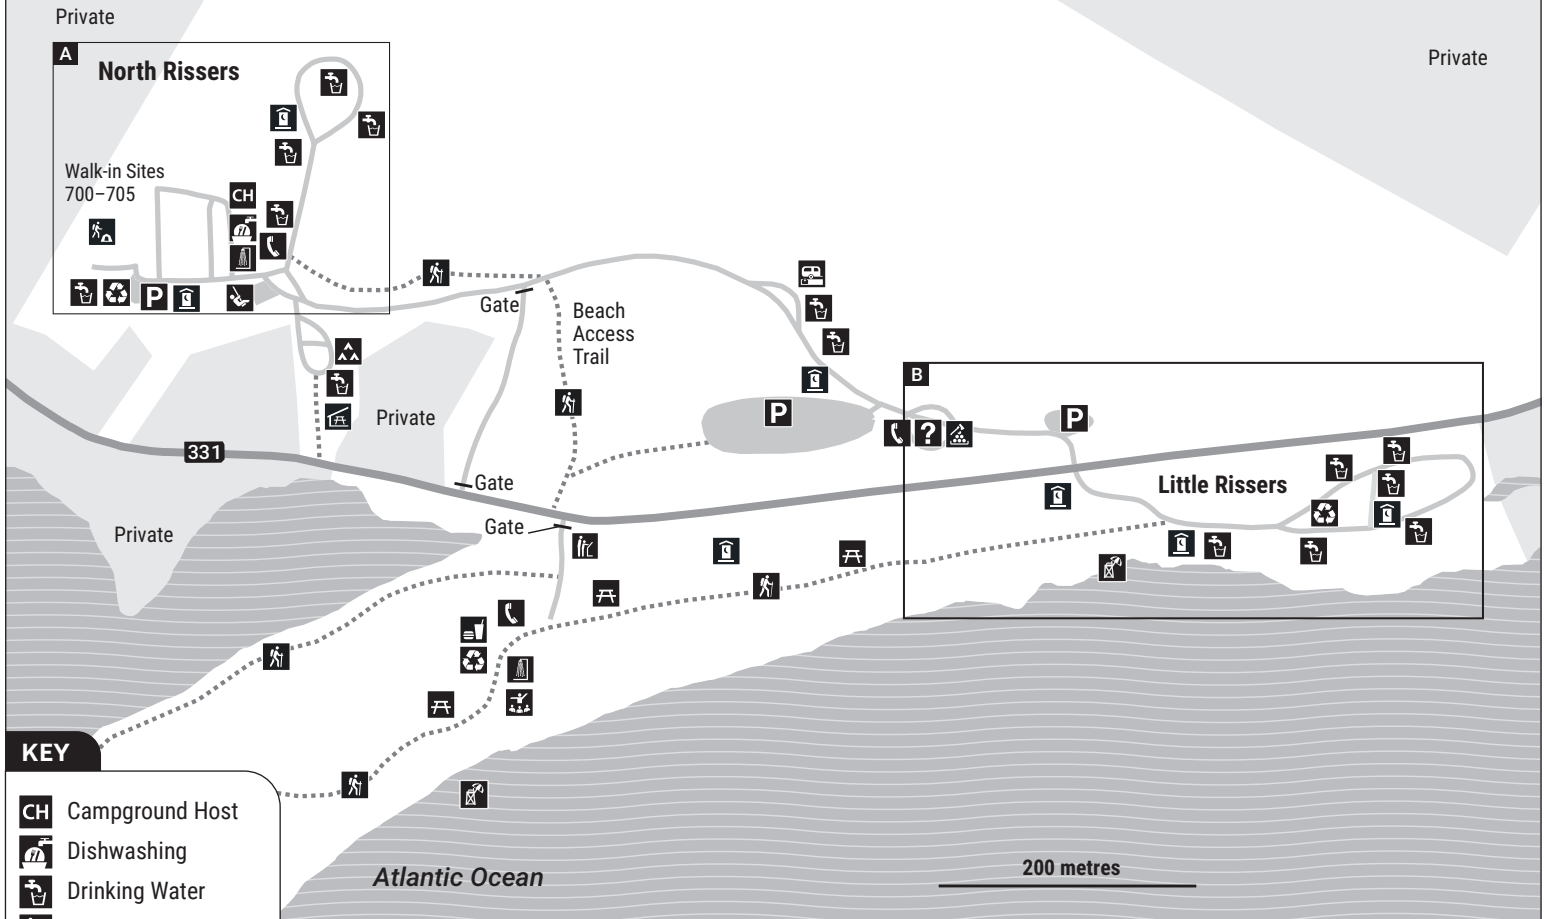 Private
Private
A
North Rissers
Walk-in Sites
700–705
CH
P
Gate
Beach
Access
Trail
Private
331
P
B
?
P
Gate
Gate
Little Rissers
Private
KEY
CH Campground Host
Dishwashing
Drinking Water
Atlantic Ocean
200 metres